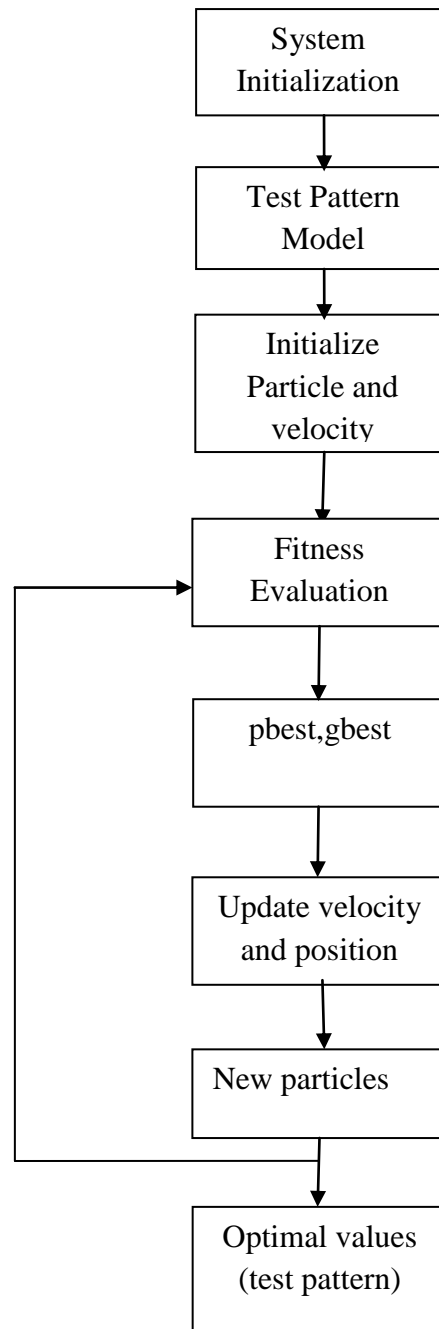 System
Initialization
Test Pattern
Model
Initialize
Particle and
velocity
Fitness
Evaluation
pbest,gbest
Update velocity
and position
New particles
Optimal values
(test pattern)